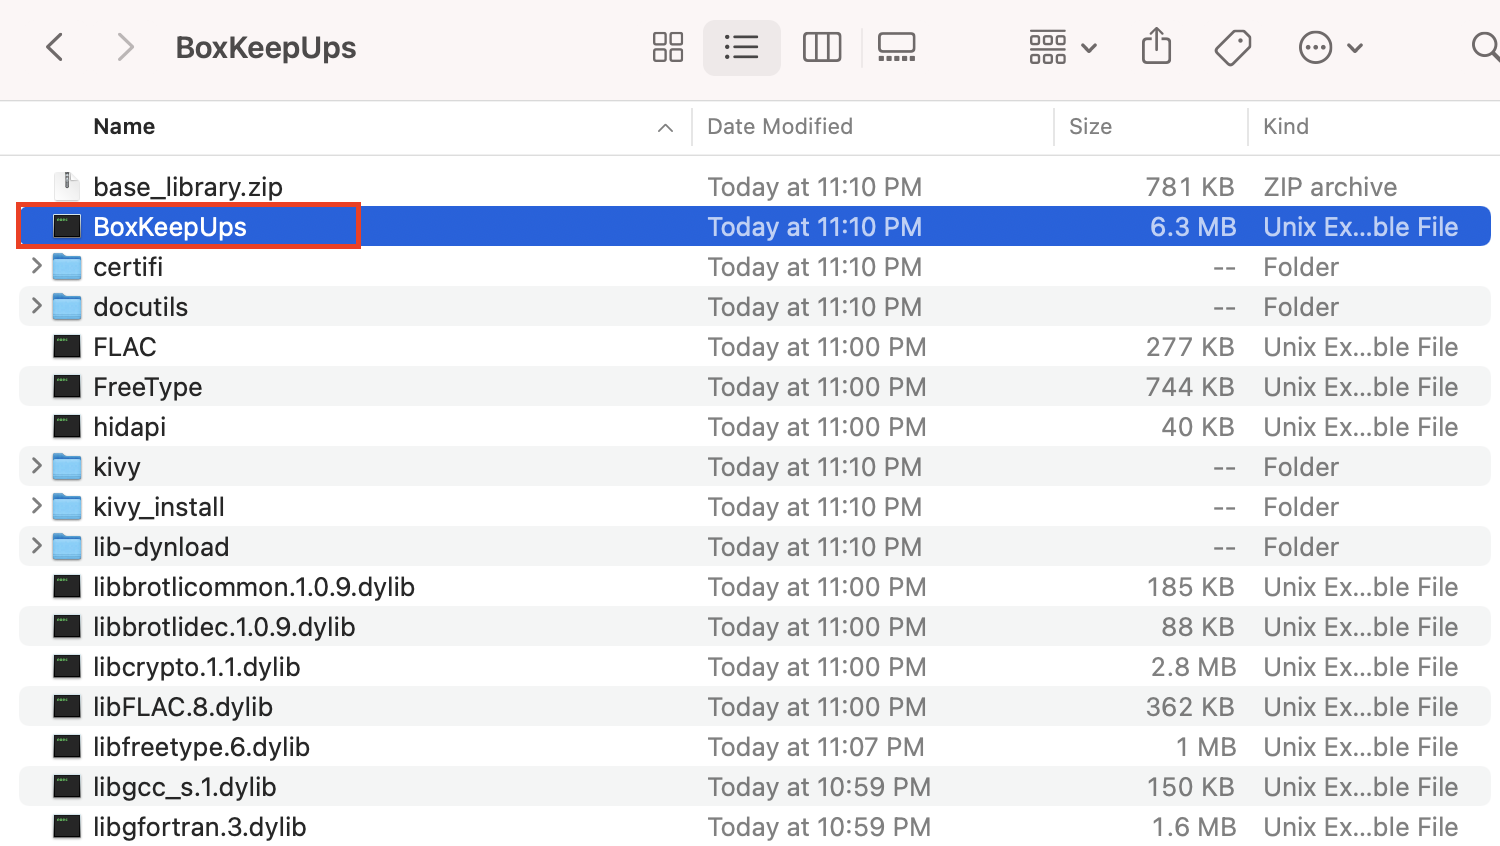 BoxKeepUps
Name Date Modified Size Kind
base_library.zip Today at 11:10 PM 781 KB ZIP archive
BoxKeepUps Today at 11:10 PM 6.3 MB Unix Ex...ble File
certifi Today at 11:10 PM -- Folder
docutils Today at 11:10 PM -- Folder
FLAC Today at 11:00 PM 277 KB Unix Ex...ble File
FreeType Today at 11:00 PM 744 KB Unix Ex...ble File
hidapi Today at 11:00 PM 40 KB Unix Ex...ble File
kivy Today at 11:10 PM -- Folder
kivy_install Today at 11:10 PM -- Folder
lib-dynload Today at 11:10 PM -- Folder
libbrotlicommon.1.0.9.dylib Today at 11:00 PM 185 KB Unix Ex...ble File
libbrotlidec.1.0.9.dylib Today at 11:00 PM 88 KB Unix Ex...ble File
libcrypto.1.1.dylib Today at 11:00 PM 2.8 MB Unix Ex...ble File
libFLAC.8.dylib Today at 11:00 PM 362 KB Unix Ex...ble File
libfreetype.6.dylib Today at 11:07 PM 1 MB Unix Ex...ble File
libgcc_s.1.dylib Today at 10:59 PM 150 KB Unix Ex...ble File
libgfortran.3.dylib Today at 10:59 PM 1.6 MB Unix Ex...ble File